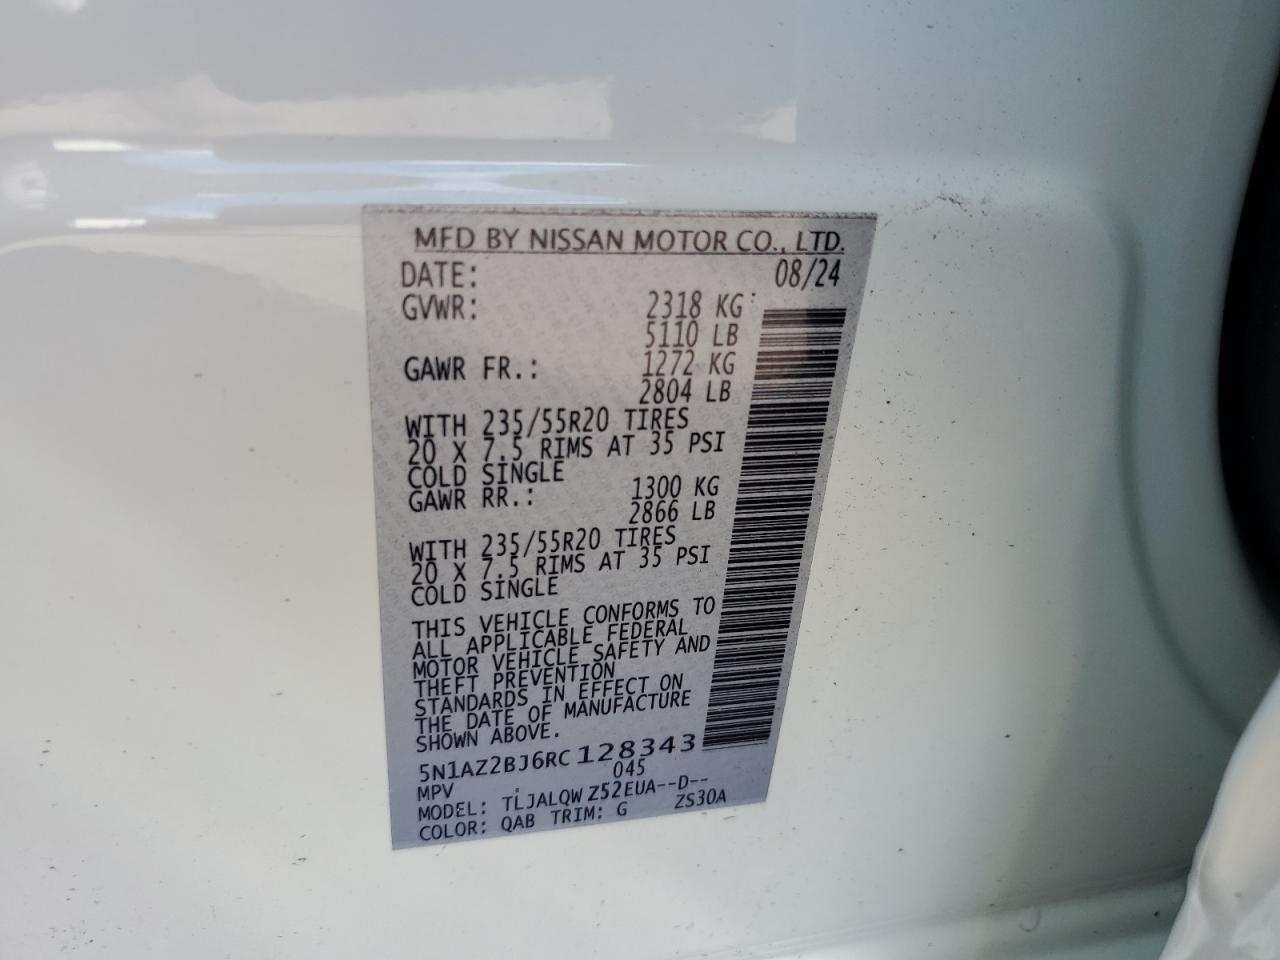 MFD BY NISSAN MOTOR CO., LTD.
DATE: 08/24
GVWR: 2318 KG
5110 LB
GAWR FR.: 1272 KG
2804 LB
WITH 235/55R20 TIRES
20 X 7.5 RIMS AT 35 PSI
COLD SINGLE
GAWR RR.: 1300 KG
2866 LB
WITH 235/55R20 TIRES
20 X 7.5 RIMS AT 35 PSI
COLD SINGLE
THIS VEHICLE CONFORMS TO
ALL APPLICABLE FEDERAL
MOTOR VEHICLE SAFETY AND
THEFT PREVENTION
STANDARDS IN EFFECT ON
THE DATE OF MANUFACTURE
SHOWN ABOVE.
5N1AZ2BJ6RC128343
MPV 045
MODEL: TLJALQWZ52EUA--D--
COLOR: QAB TRIM: G ZS30A